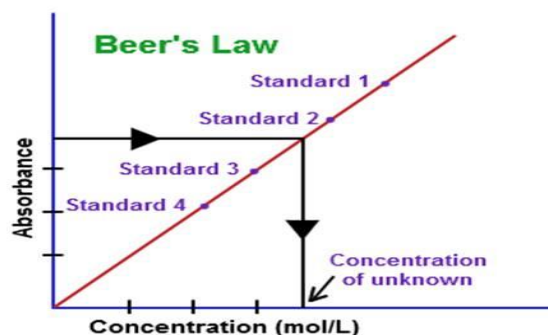 Beer's Law
Standard 1
Standard 2
Standard 3
Standard 4
Absorbance
Concentration
of unknown
Concentration (mol/L)